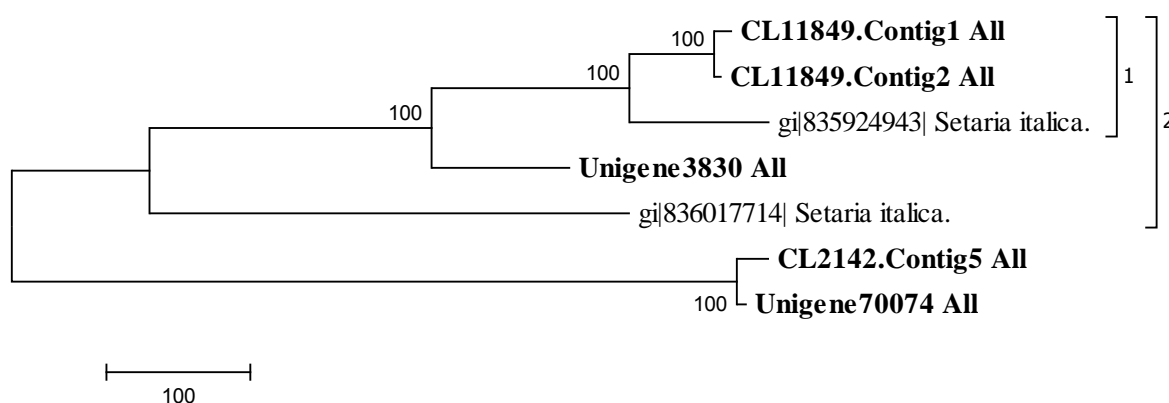 CL11849.Contig1 All
100
CL11849.Contig2 All
1
100
gi|835924943| Setaria italica.
2
100
Unigene3830 All
gi|836017714| Setaria italica.
CL2142.Contig5 All
100
Unigene70074 All
100